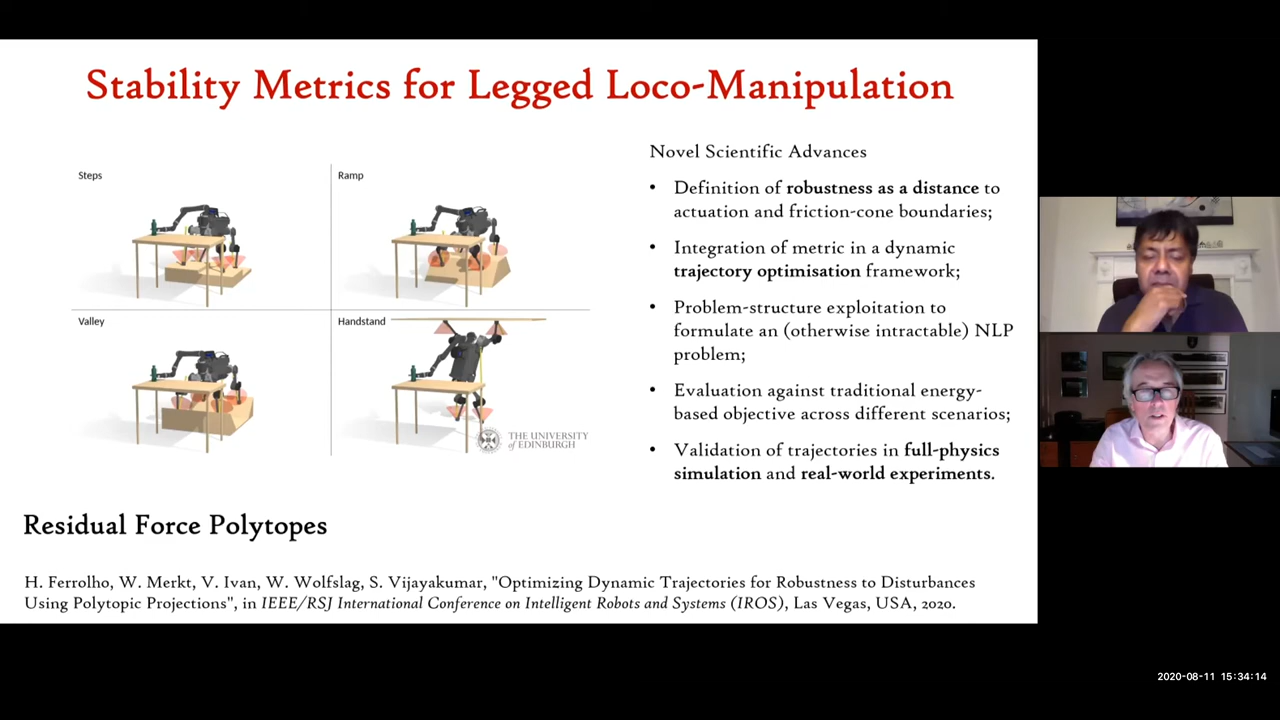 Stability Metrics for Legged Loco-Manipulation
Steps
Ramp
Valley
Handstand
THE UNIVERSITY
of EDINBURGH
Novel Scientific Advances
• Definition of robustness as a distance to
actuation and friction-cone boundaries;
• Integration of metric in a dynamic
trajectory optimisation framework;
• Problem-structure exploitation to
formulate an (otherwise intractable) NLP
problem;
• Evaluation against traditional energy-
based objective across different scenarios;
• Validation of trajectories in full-physics
simulation and real-world experiments.
Residual Force Polytopes
H. Ferrolho, W. Merkt, V. Ivan, W. Wolfslag, S. Vijayakumar, "Optimizing Dynamic Trajectories for Robustness to Disturbances
Using Polytopic Projections", in IEEE/RSJ International Conference on Intelligent Robots and Systems (IROS), Las Vegas, USA, 2020.
2020-08-11 15:34:14